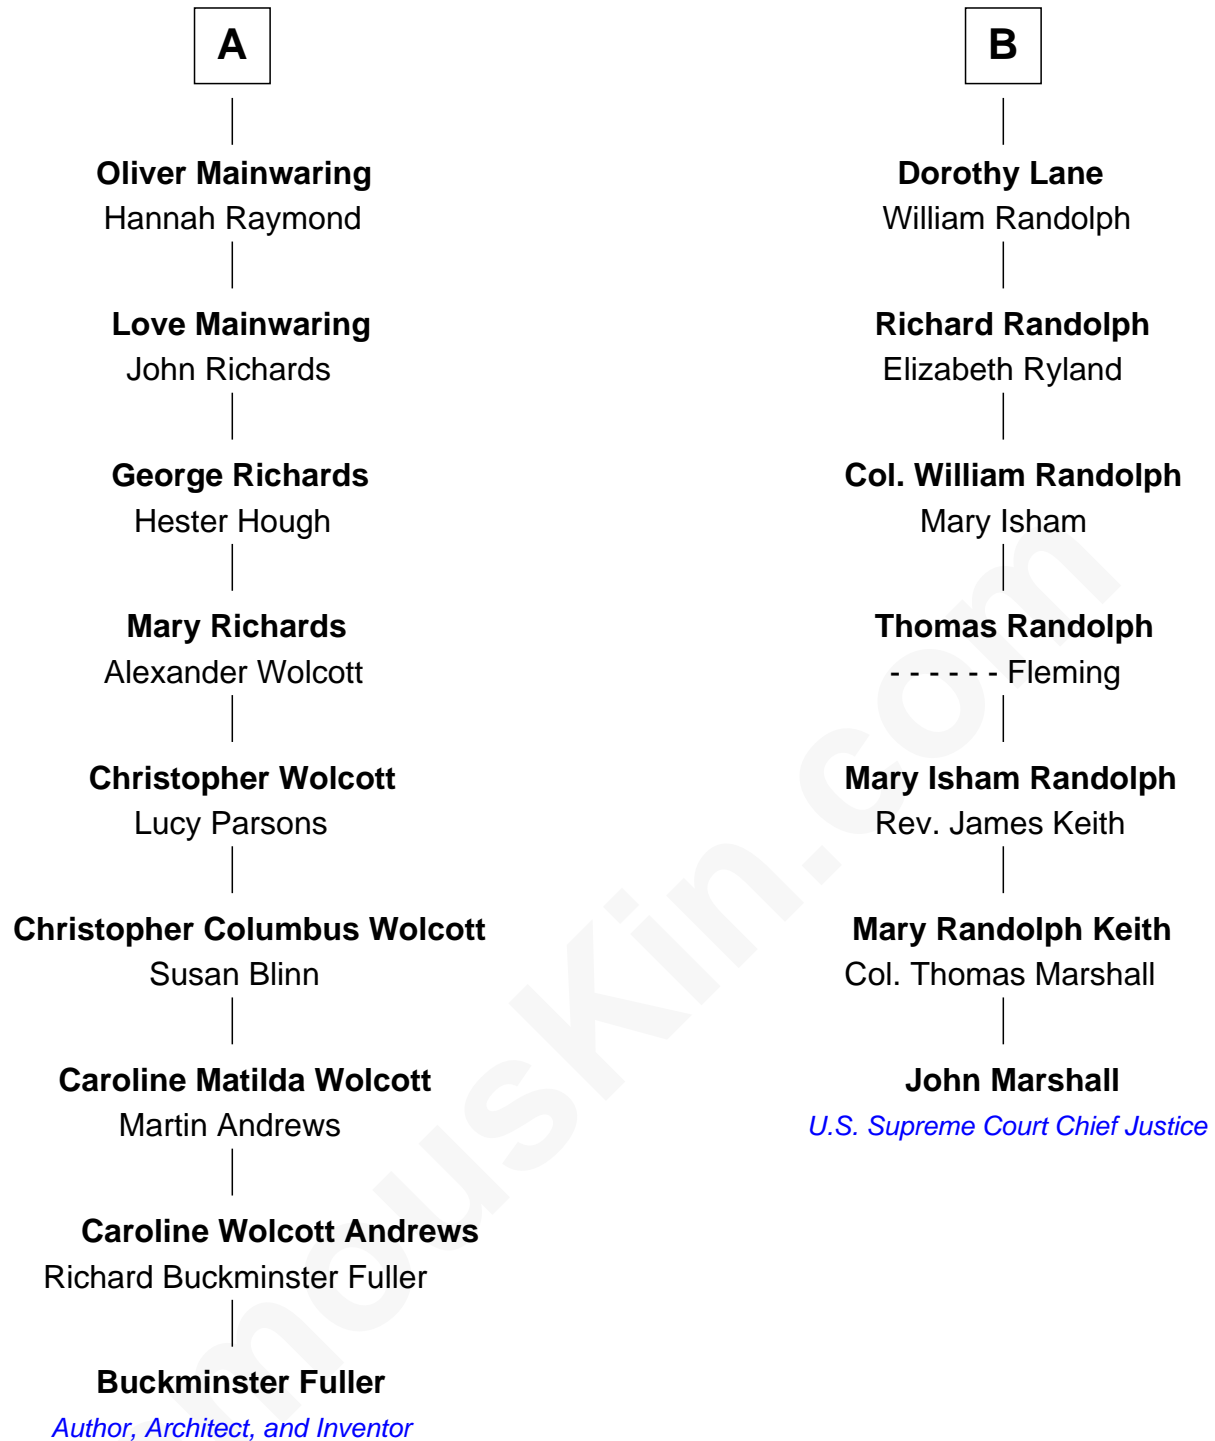 A
Oliver Mainwaring
Hannah Raymond
Love Mainwaring
John Richards
George Richards
Hester Hough
Mary Richards
Alexander Wolcott
Christopher Wolcott
Lucy Parsons
Christopher Columbus Wolcott
Susan Blinn
Caroline Matilda Wolcott
Martin Andrews
Caroline Wolcott Andrews
Richard Buckminster Fuller
Buckminster Fuller
Author, Architect, and Inventor
B
Dorothy Lane
William Randolph
Richard Randolph
Elizabeth Ryland
Col. William Randolph
Mary Isham
Thomas Randolph
- - - - - - Fleming
Mary Isham Randolph
Rev. James Keith
Mary Randolph Keith
Col. Thomas Marshall
John Marshall
U.S. Supreme Court Chief Justice
mousKin.com